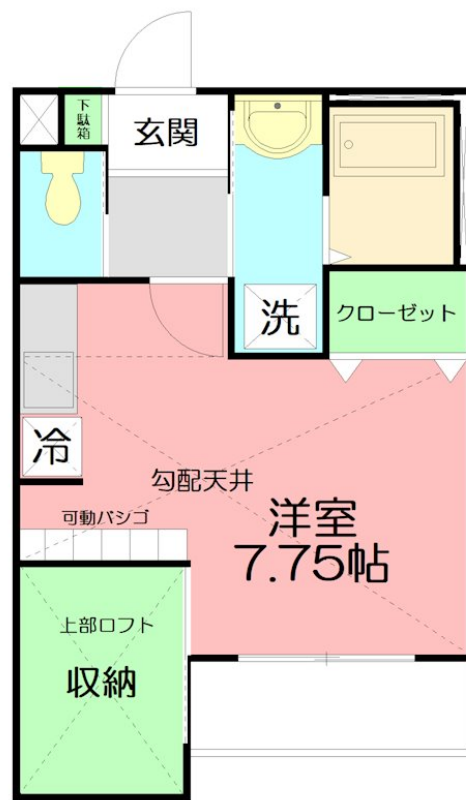 下駄箱
玄関
洗
クローゼット
冷
勾配天井
可動バシゴ
洋室
7.75帖
上部ロフト
収納